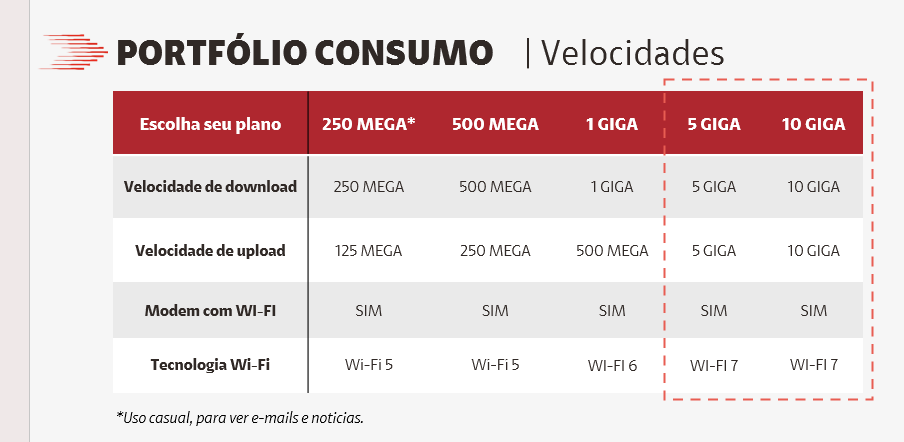 PORTFÓLIO CONSUMO | Velocidades
Escolha seu plano 250 MEGA* 500 MEGA 1 GIGA 5 GIGA 10 GIGA
Velocidade de download 250 MEGA 500 MEGA 1 GIGA 5 GIGA 10 GIGA
Velocidade de upload 125 MEGA 250 MEGA 500 MEGA 5 GIGA 10 GIGA
Modem com WI-FI SIM SIM SIM SIM SIM
Tecnologia Wi-Fi Wi-Fi 5 Wi-Fi 5 WI-FI 6 WI-FI 7 WI-FI 7
*Uso casual, para ver e-mails e noticias.